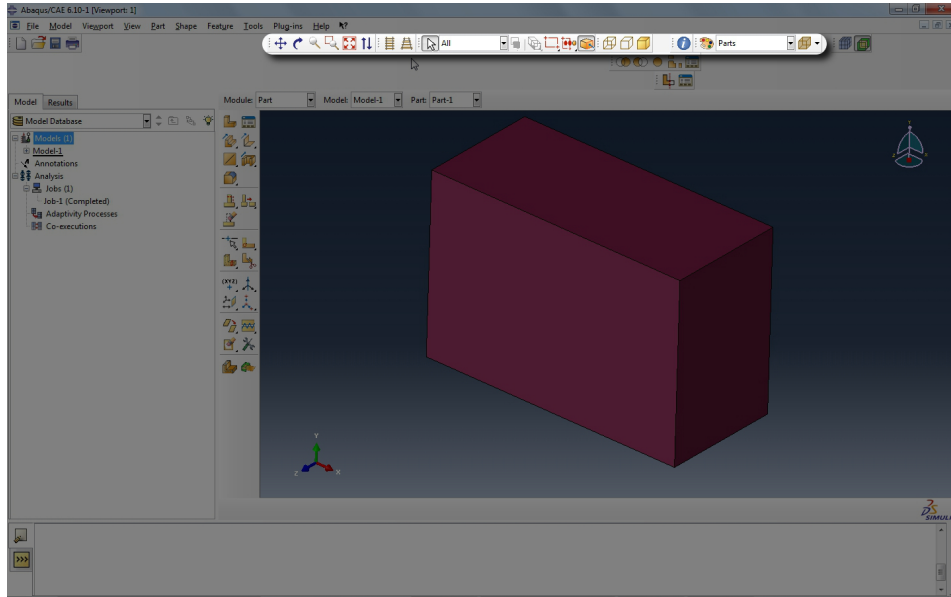 Abaqus/CAE 6.10-1 [Viewport: 1]
File Model Viewport View Part Shape Feature Tools Plug-ins Help
All Parts
Model Results
Module: Part Model: Model-1 Part: Part-1
Model Database
Models (1)
Model-1
Annotations
Analysis
Jobs (1)
Job-1 (Completed)
Adaptivity Processes
Co-executions
(XYZ)
Y
Z X
Y
Z X
SIMULI
>>>